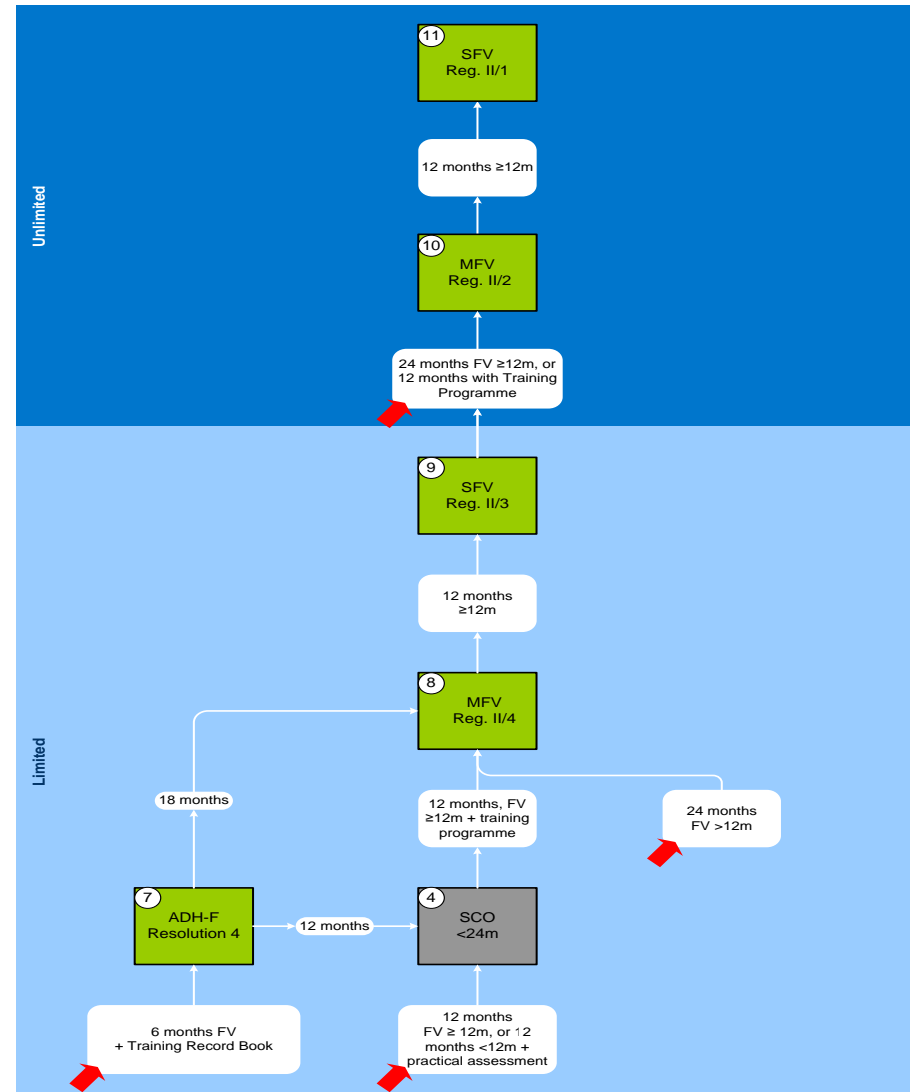 11
SFV
Reg. II/1
12 months ≥12m
Unlimited
10
MFV
Reg. II/2
24 months FV ≥12m, or
12 months with Training
Programme
9
SFV
Reg. II/3
12 months
≥12m
8
MFV
Reg. II/4
Limited
18 months
12 months, FV
≥12m + training
programme
24 months
FV >12m
7
ADH-F
Resolution 4
12 months
4
SCO
<24m
6 months FV
+ Training Record Book
12 months
FV ≥ 12m, or 12
months <12m +
practical assessment